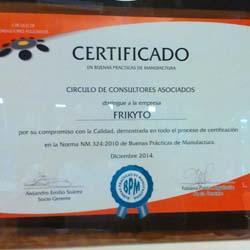 CIRCULO DE
CONSULTORES ASOCIADOS
CERTIFICADO
EN BUENAS PRACTICAS DE MANUFACTURA
CIRCULO DE CONSULTORES ASOCIADOS
distingue a la empresa
FRIKYTO
por su compromiso con la Calidad, demostrada en todo el proceso de certificación
en la Norma NM 324:2010 de Buenas Prácticas de Manufactura.
Diciembre 2014.
Alejandro Emilio Suárez
Socio Gerente
BPM
Fabiana